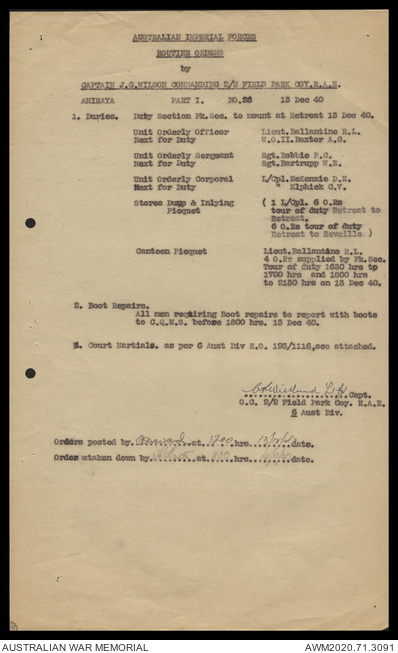 AUSTRALIAN IMPERIAL FORCES
ROUTINE ORDERS
by
CAPTAIN J.G.WILSON COMMANDING 2/2 FIELD PARK COY.R.A.E.
AMIRAYA PART I. NO.28 13 Dec 40
1. Duries. Duty Section Pk.Sec. to mount at Retreat 13 Dec 40.
Unit Orderly Officer Lieut.Ballantine R.L.
Next for Duty W.O.II.Baxter A.C.
Unit Orderly Sergeant Sgt.Robbie P.C.
Next for Duty Sgt.Bartrupp W.E.
Unit Orderly Corporal L/Cpl.McKenzie D.E.
Next for Duty " Elphick C.V.
Stores Dump & Inlying ( 1 L/Cpl. 6 O.Rs
Picquet tour of duty Retreat to
Retreat.
6 O.Rs tour of duty
Retreat to Reveille )
Canteen Picquet Lieut.Ballantine R.L.
4 O.Rs supplied by Pk.Sec.
Tour of duty 1630 hrs tp
1700 hrs and 1800 hrs
to 2130 hrs on 13 Dec 40.
2. Boot Repairs.
All men requiring Boot repairs to report with boots
to C.Q.M.S. before 1800 hrs. 13 Dec 40.
3. Court Martials. as per 6 Aust Div R.O. 193/1116,see attached.
Capt.
O.C. 2/2 Field Park Coy. R.A.E.
6 Aust Div.
Orders posted by at hrs date.
Order staken down by at hrs date.
AUSTRALIAN WAR MEMORIAL AWM2020.71.3091